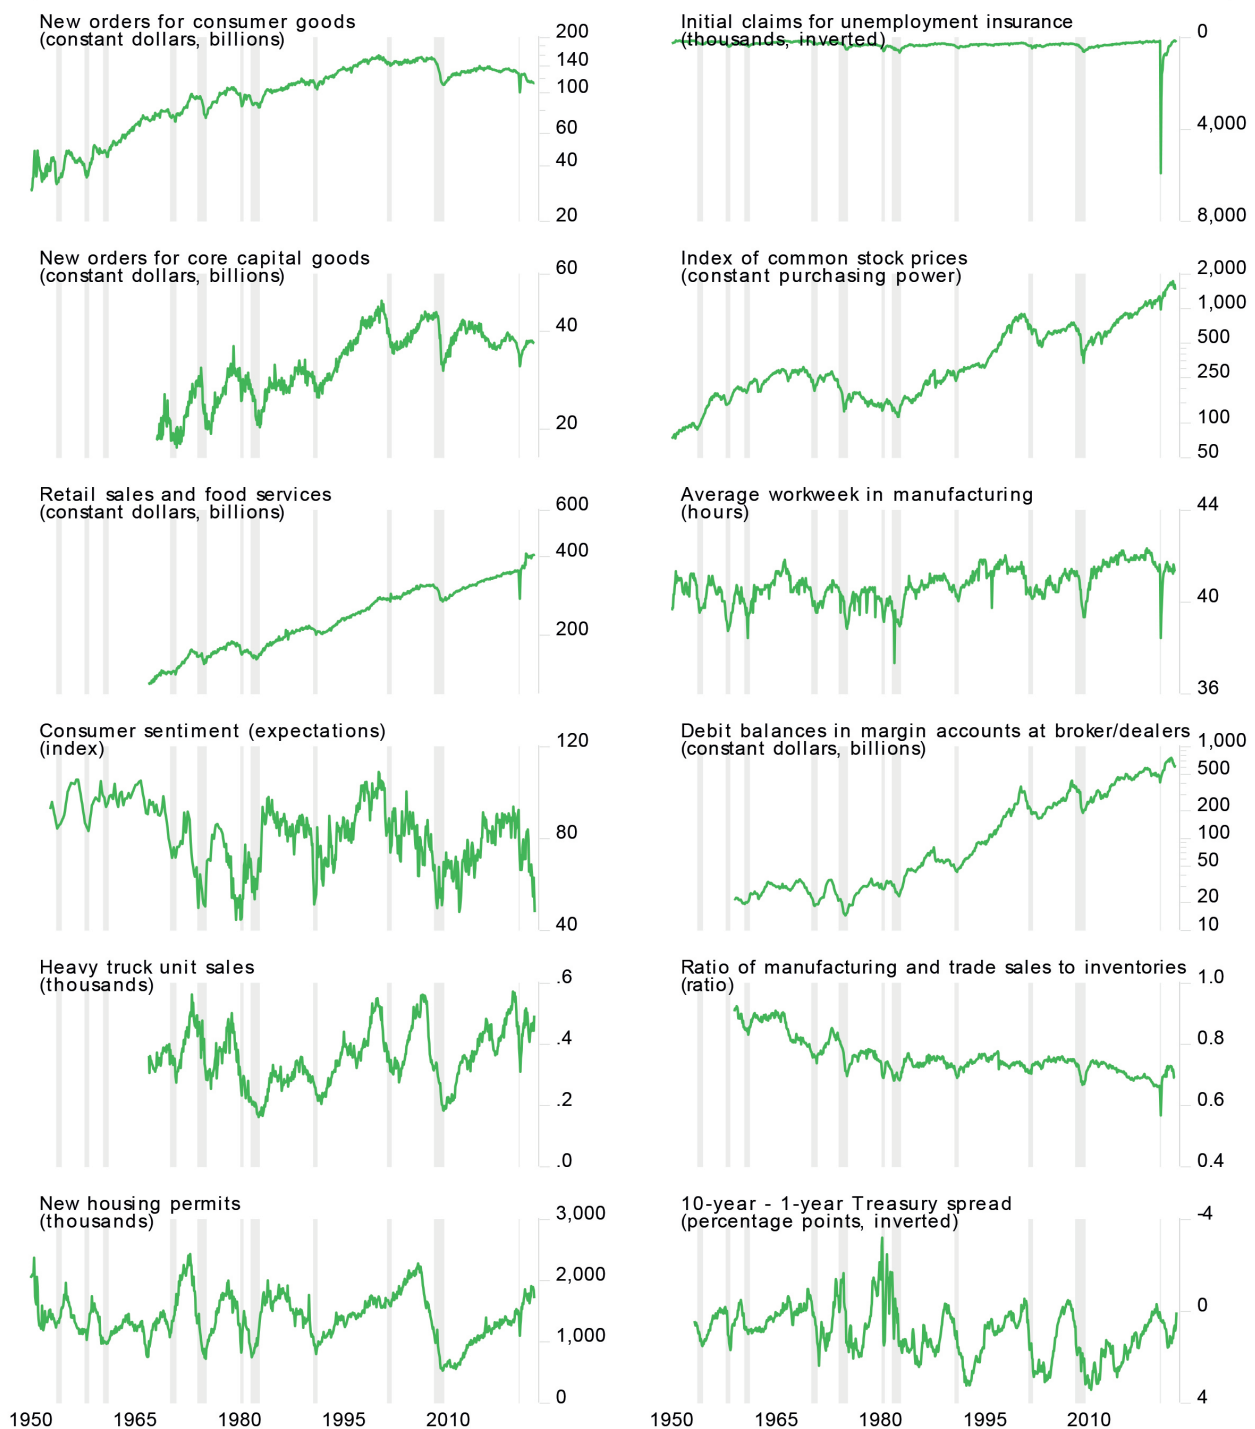 New orders for consumer goods
(constant dollars, billions)
200
140
100
60
40
20
Initial claims for unemployment insurance
(thousands, inverted)
0
4,000
8,000
New orders for core capital goods
(constant dollars, billions)
60
40
20
Index of common stock prices
(constant purchasing power)
2,000
1,000
500
250
100
50
Retail sales and food services
(constant dollars, billions)
600
400
200
Average workweek in manufacturing
(hours)
44
40
36
Consumer sentiment (expectations)
(index)
120
80
40
Debit balances in margin accounts at broker/dealers
(constant dollars, billions)
1,000
500
200
100
50
20
10
Heavy truck unit sales
(thousands)
.6
.4
.2
.0
Ratio of manufacturing and trade sales to inventories
(ratio)
1.0
0.8
0.6
0.4
New housing permits
(thousands)
3,000
2,000
1,000
0
1950 1965 1980 1995 2010
10-year - 1-year Treasury spread
(percentage points, inverted)
-4
0
4
1950 1965 1980 1995 2010